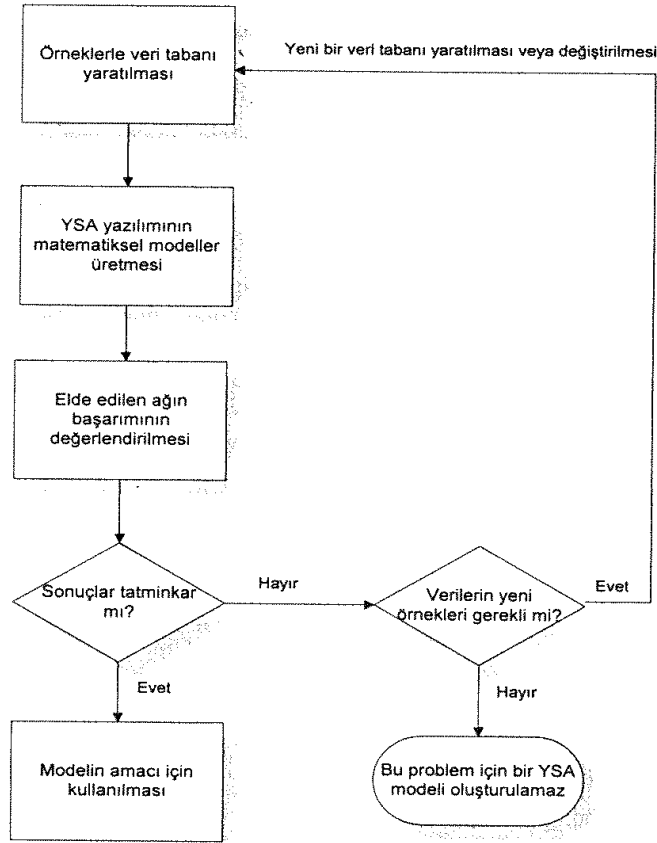 Örneklerle veri tabanı
yaratılması
Yeni bir veri tabanı yaratılması veya değiştirilmesi
YSA yazılımının
matematiksel modeller
üretmesi
Elde edilen ağın
başarımının
değerlendirilmesi
Sonuçlar tatminkar
mı?
Hayır
Verilerin yeni
örnekleri gerekli mi?
Evet
Evet
Hayır
Modelin amacı için
kullanılması
Bu problem için bir YSA
modeli oluşturulamaz